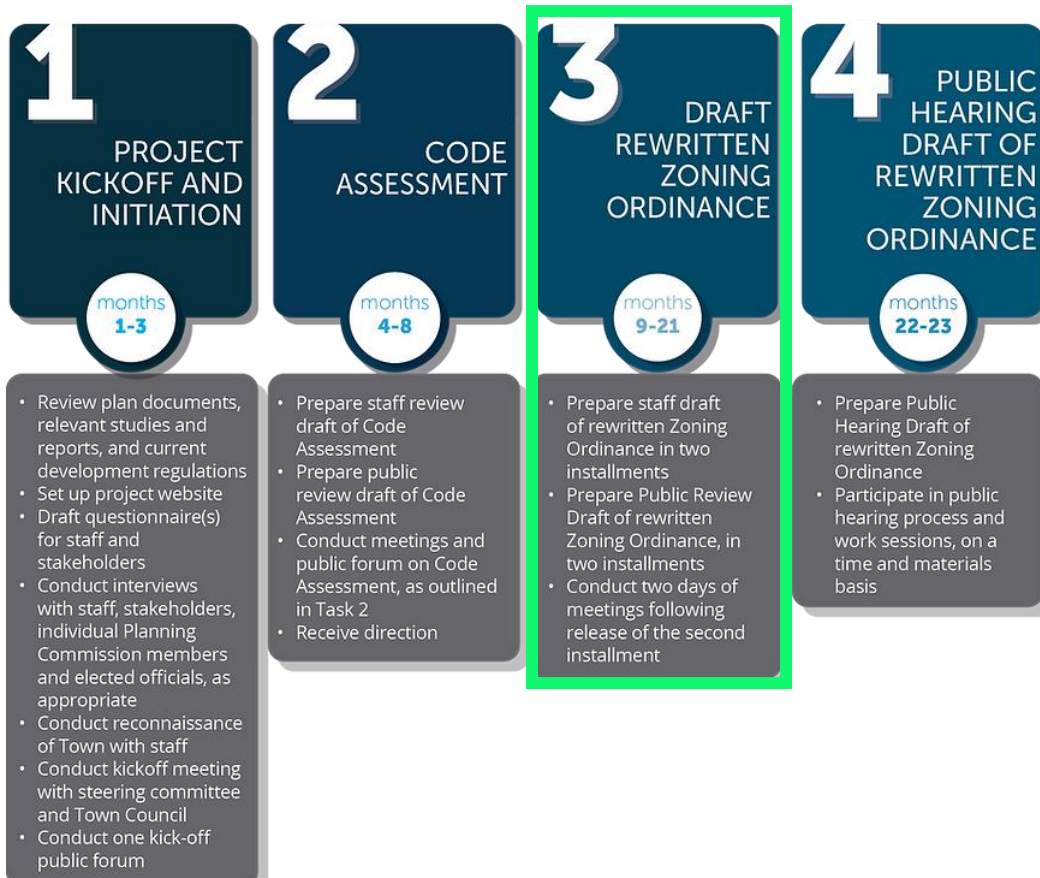 1
PROJECT
KICKOFF AND
INITIATION
months
1-3
• Review plan documents,
relevant studies and
reports, and current
development regulations
• Set up project website
• Draft questionnaire(s)
for staff and
stakeholders
• Conduct interviews
with staff, stakeholders,
individual Planning
Commission members
and elected officials, as
appropriate
• Conduct reconnaissance
of Town with staff
• Conduct kickoff meeting
with steering committee
and Town Council
• Conduct one kick-off
public forum
2
CODE
ASSESSMENT
months
4-8
• Prepare staff review
draft of Code
Assessment
• Prepare public
review draft of Code
Assessment
• Conduct meetings and
public forum on Code
Assessment, as outlined
in Task 2
• Receive direction
3
DRAFT
REWRITTEN
ZONING
ORDINANCE
months
9-21
• Prepare staff draft
of rewritten Zoning
Ordinance in two
installments
• Prepare Public Review
Draft of rewritten
Zoning Ordinance, in
two installments
• Conduct two days of
meetings following
release of the second
installment
4
PUBLIC
HEARING
DRAFT OF
REWRITTEN
ZONING
ORDINANCE
months
22-23
• Prepare Public
Hearing Draft of
rewritten Zoning
Ordinance
• Participate in public
hearing process and
work sessions, on a
time and materials
basis